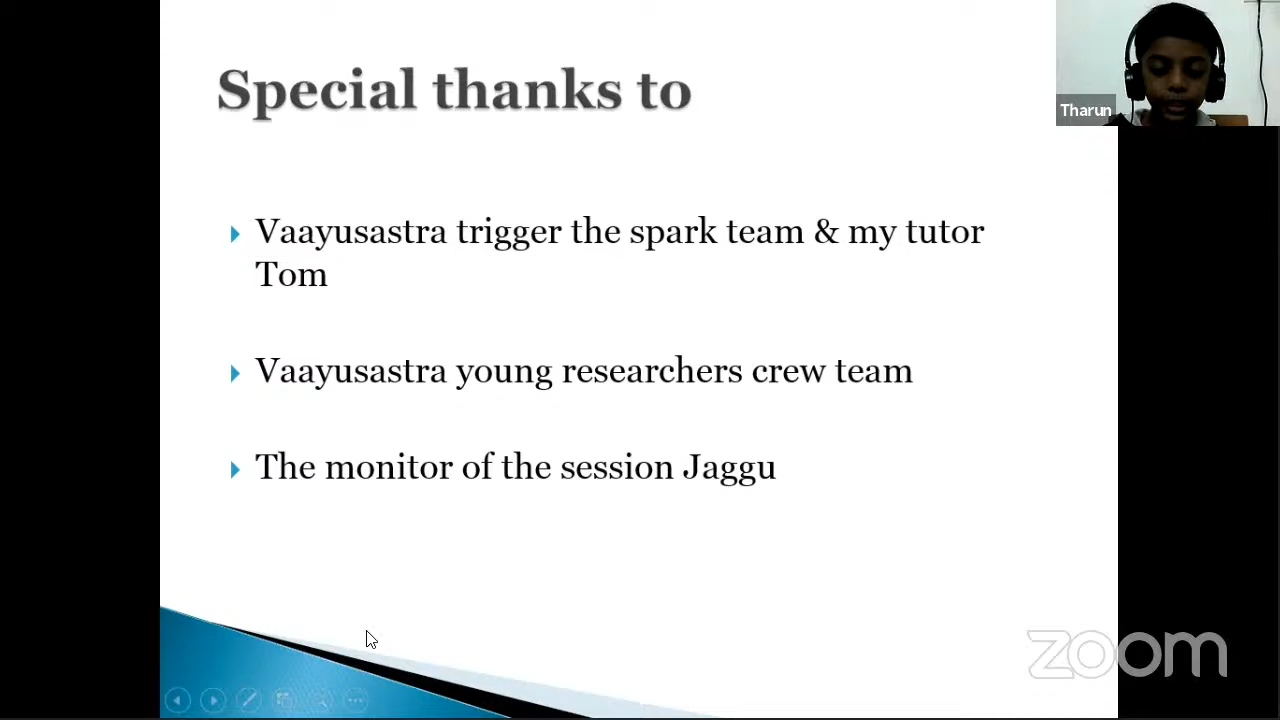 Special thanks to
Tharun
Vaayusastra trigger the spark team & my tutor
Tom
Vaayusastra young researchers crew team
The monitor of the session Jaggu
zoom